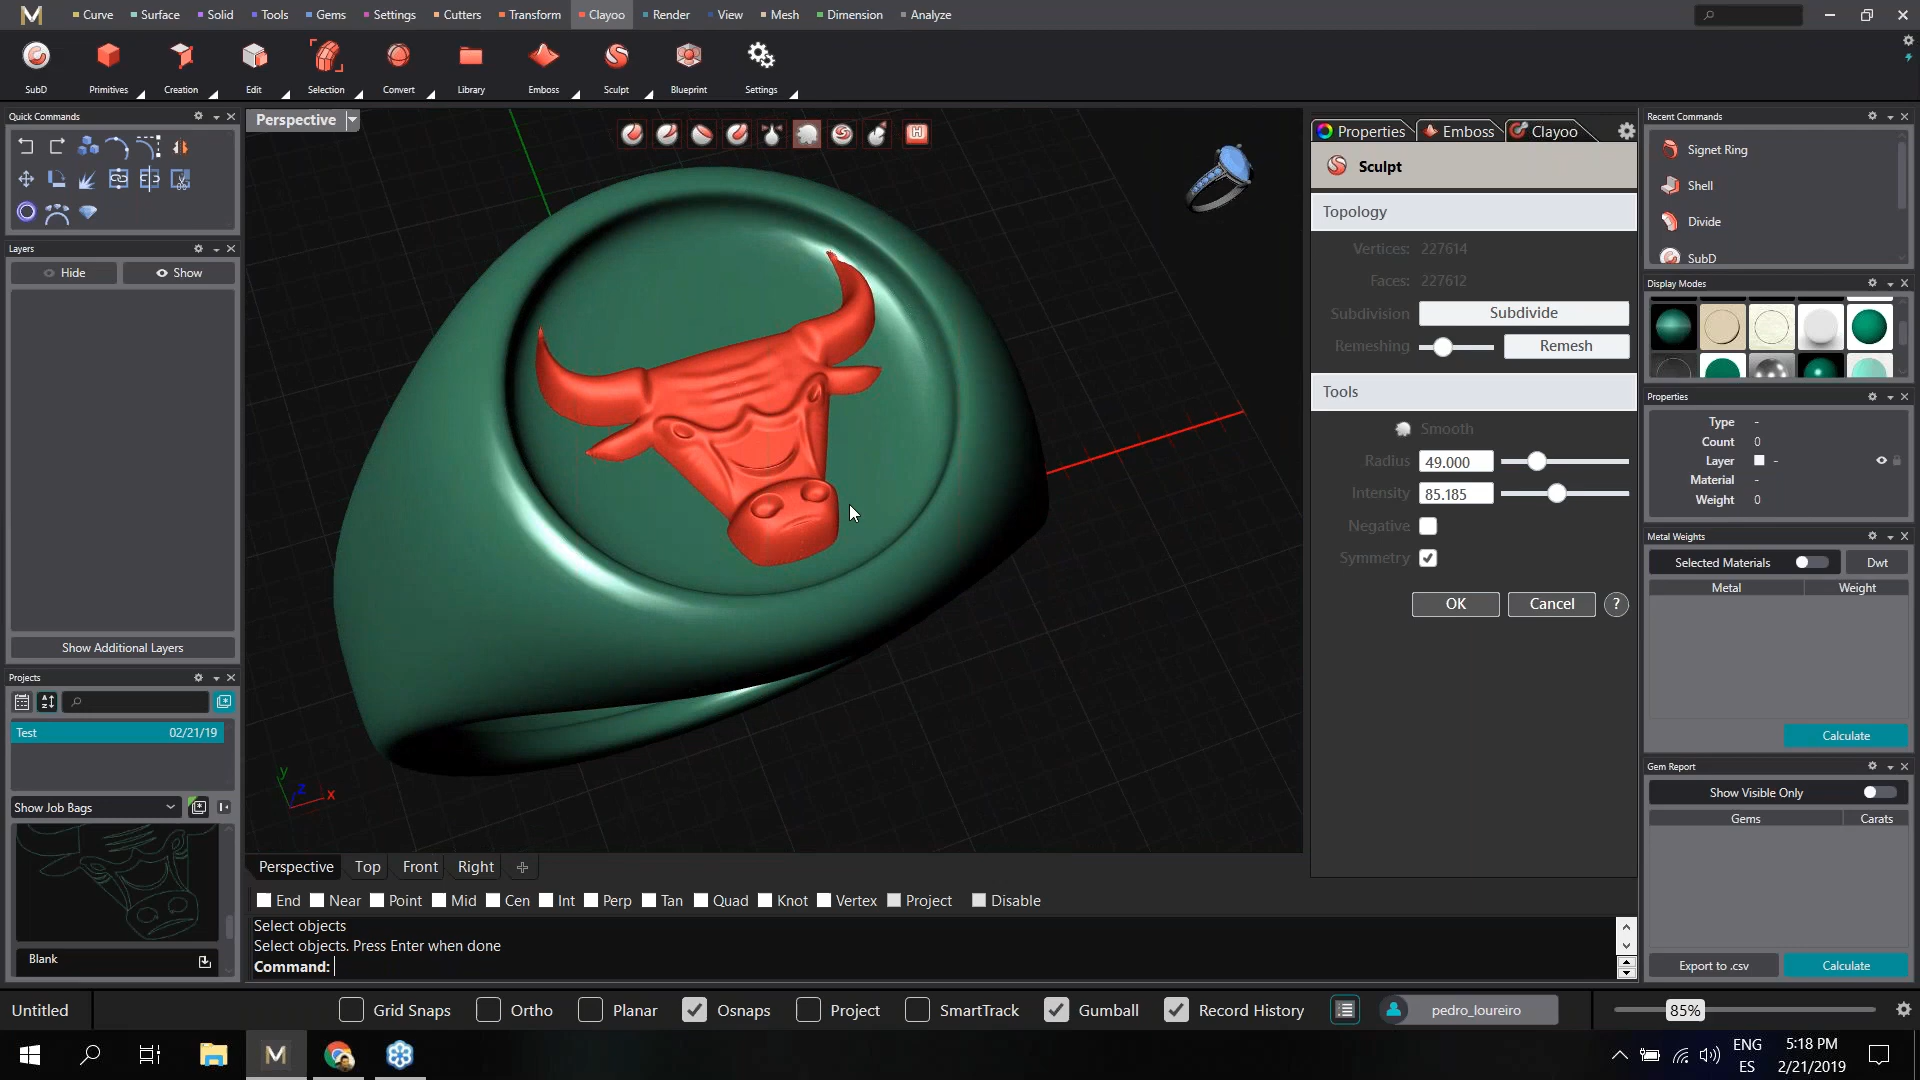 Curve Surface Solid Tools Gems Settings Cutters Transform Clayoo Render View Mesh Dimension Analyze
SubD Primitives Creation Edit Selection Convert Library Emboss Sculpt Blueprint Settings
Quick Commands
Layers
Hide Show
Show Additional Layers
Projects
Test 02/21/19
Show Job Bags
Blank
Perspective
y
z
x
Perspective Top Front Right
End Near Point Mid Cen Int Perp Tan Quad Knot Vertex Project Disable
Select objects
Select objects. Press Enter when done
Command:
Properties Emboss Clayoo
Sculpt
Topology
Vertices: 227614
Faces: 227612
Subdivision Subdivide
Remeshing Remesh
Tools
Smooth
Radius 49.000
Intensity 85.185
Negative
Symmetry
OK Cancel ?
Recent Commands
Signet Ring
Shell
Divide
SubD
Display Modes
Properties
Type -
Count 0
Layer -
Material -
Weight 0
Metal Weights
Selected Materials Dwt
Metal Weight
Calculate
Gem Report
Show Visible Only
Gems Carats
Export to .csv Calculate
Untitled Grid Snaps Ortho Planar Osnaps Project SmartTrack Gumball Record History pedro_loureiro 85%
M
ENG
ES
5:18 PM
2/21/2019